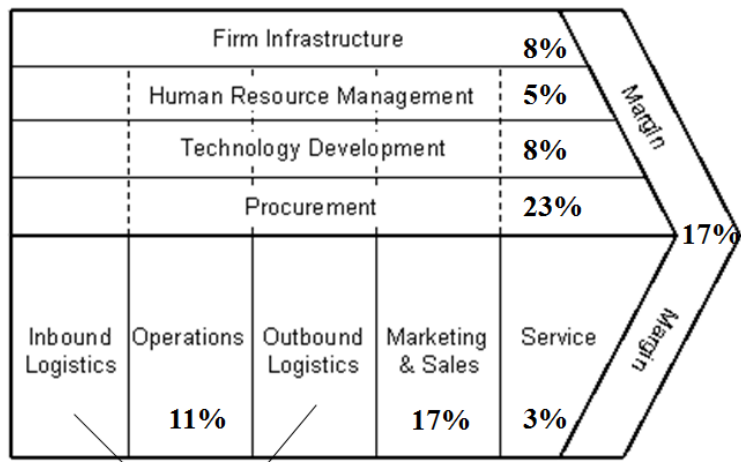 Firm Infrastructure 8%
Human Resource Management 5%
Technology Development 8%
Procurement 23%
Margin
17%
Margin
Inbound
Logistics
Operations
11%
Outbound
Logistics
Marketing
& Sales
17%
Service
3%